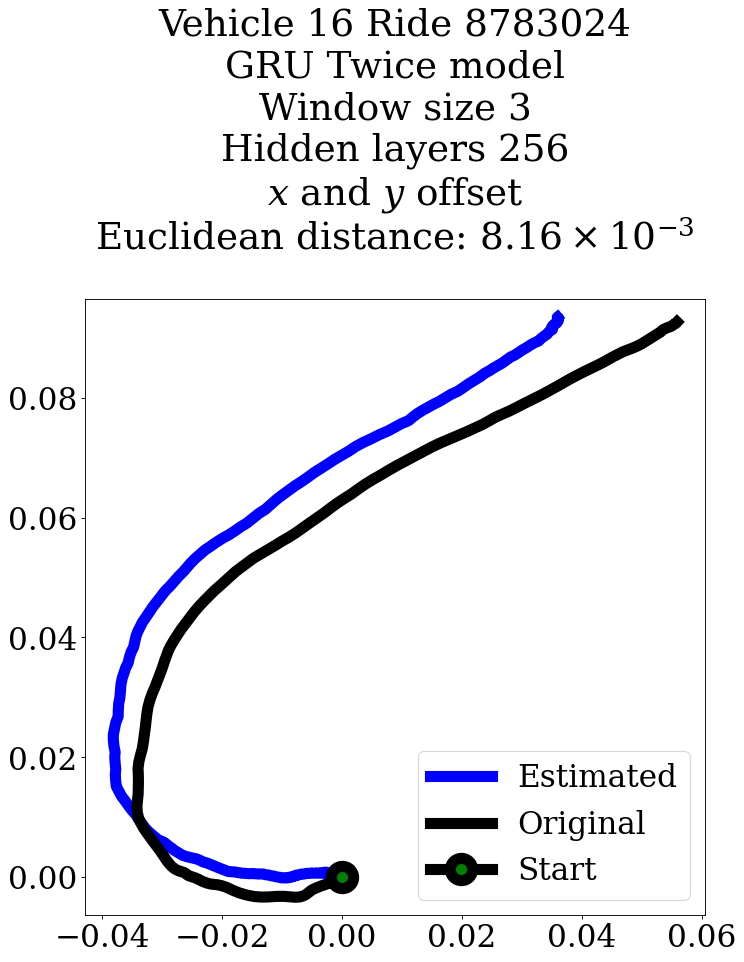 Vehicle 16 Ride 8783024
GRU Twice model
Window size 3
Hidden layers 256
x and y offset
Euclidean distance: 8.16 × 10⁻³
0.08
0.06
0.04
0.02
0.00
Estimated
Original
Start
−0.04 −0.02 0.00 0.02 0.04 0.06